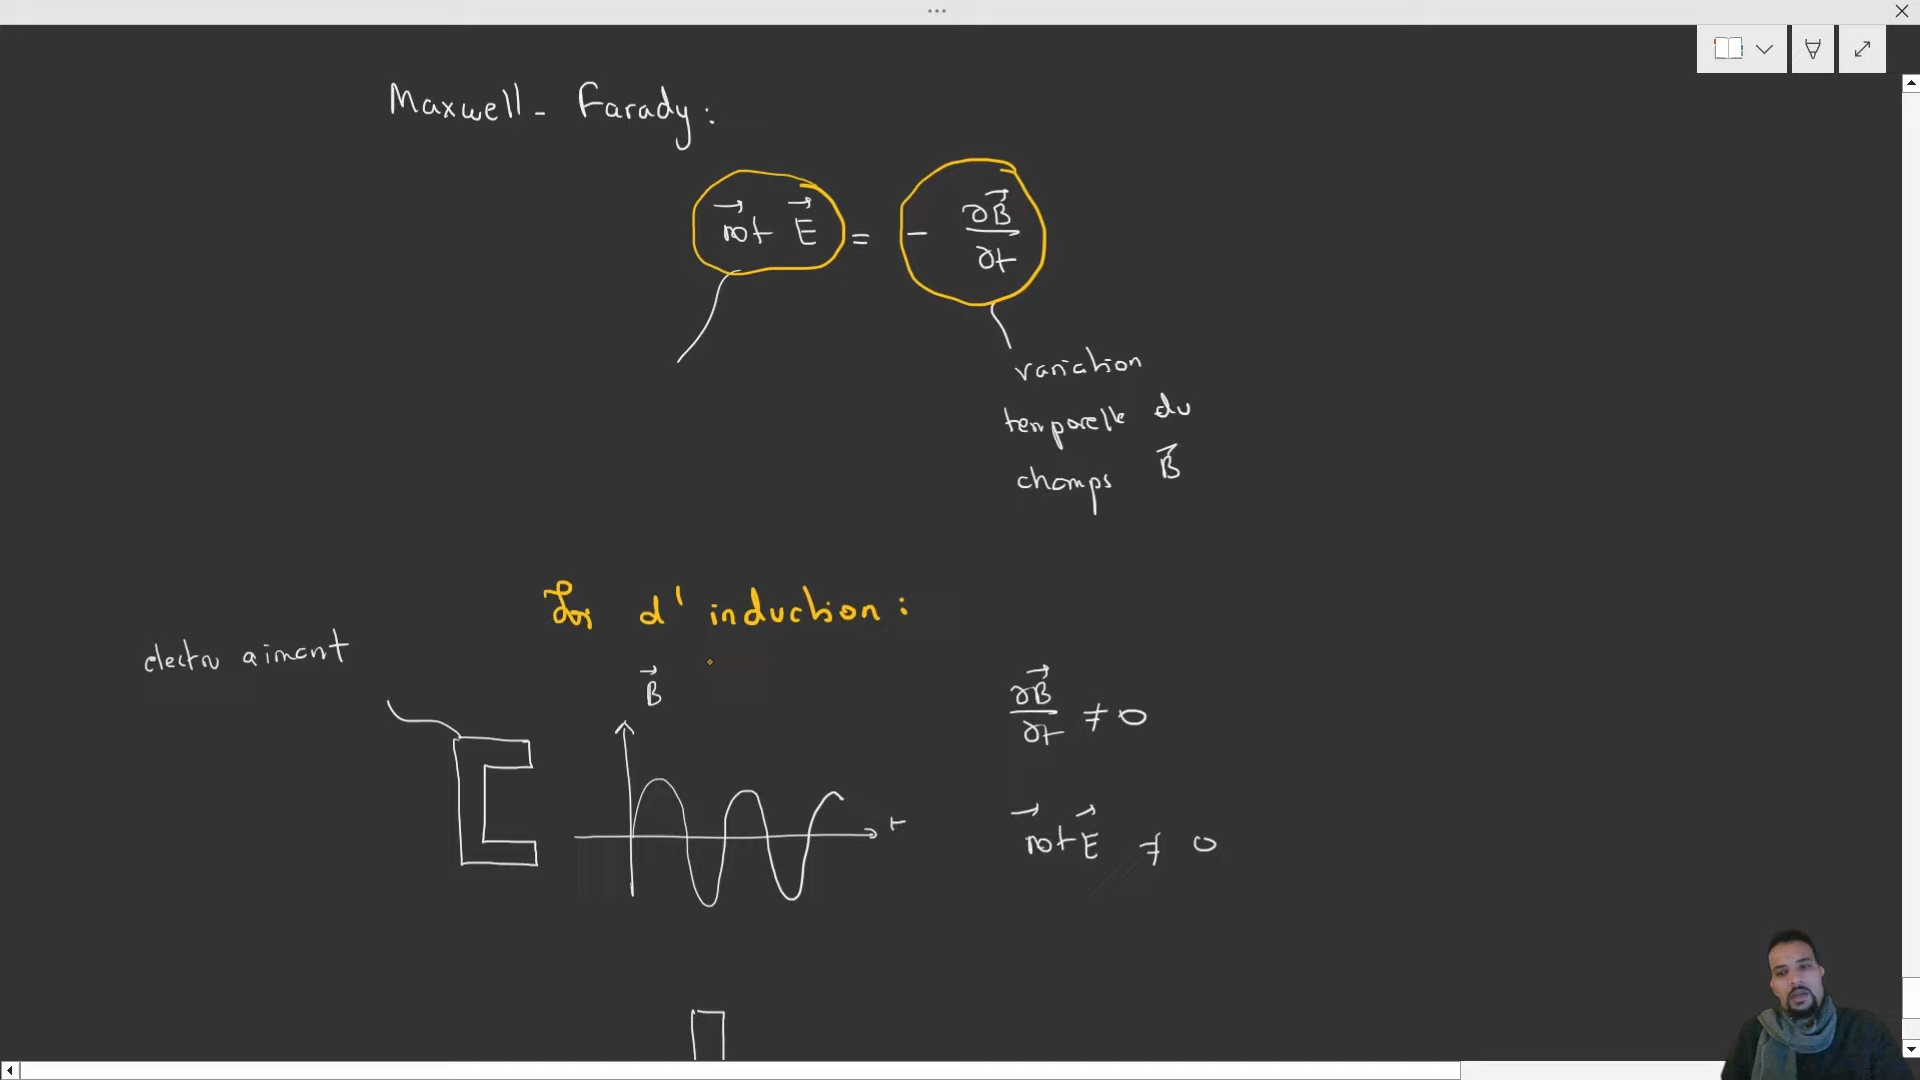 Maxwell - Farady :
rot E = - ∂B/∂t
variation
temporelle du
champs B
Loi d'induction :
electro aimant
B
∂B/∂t ≠ 0
t
rot E ≠ 0